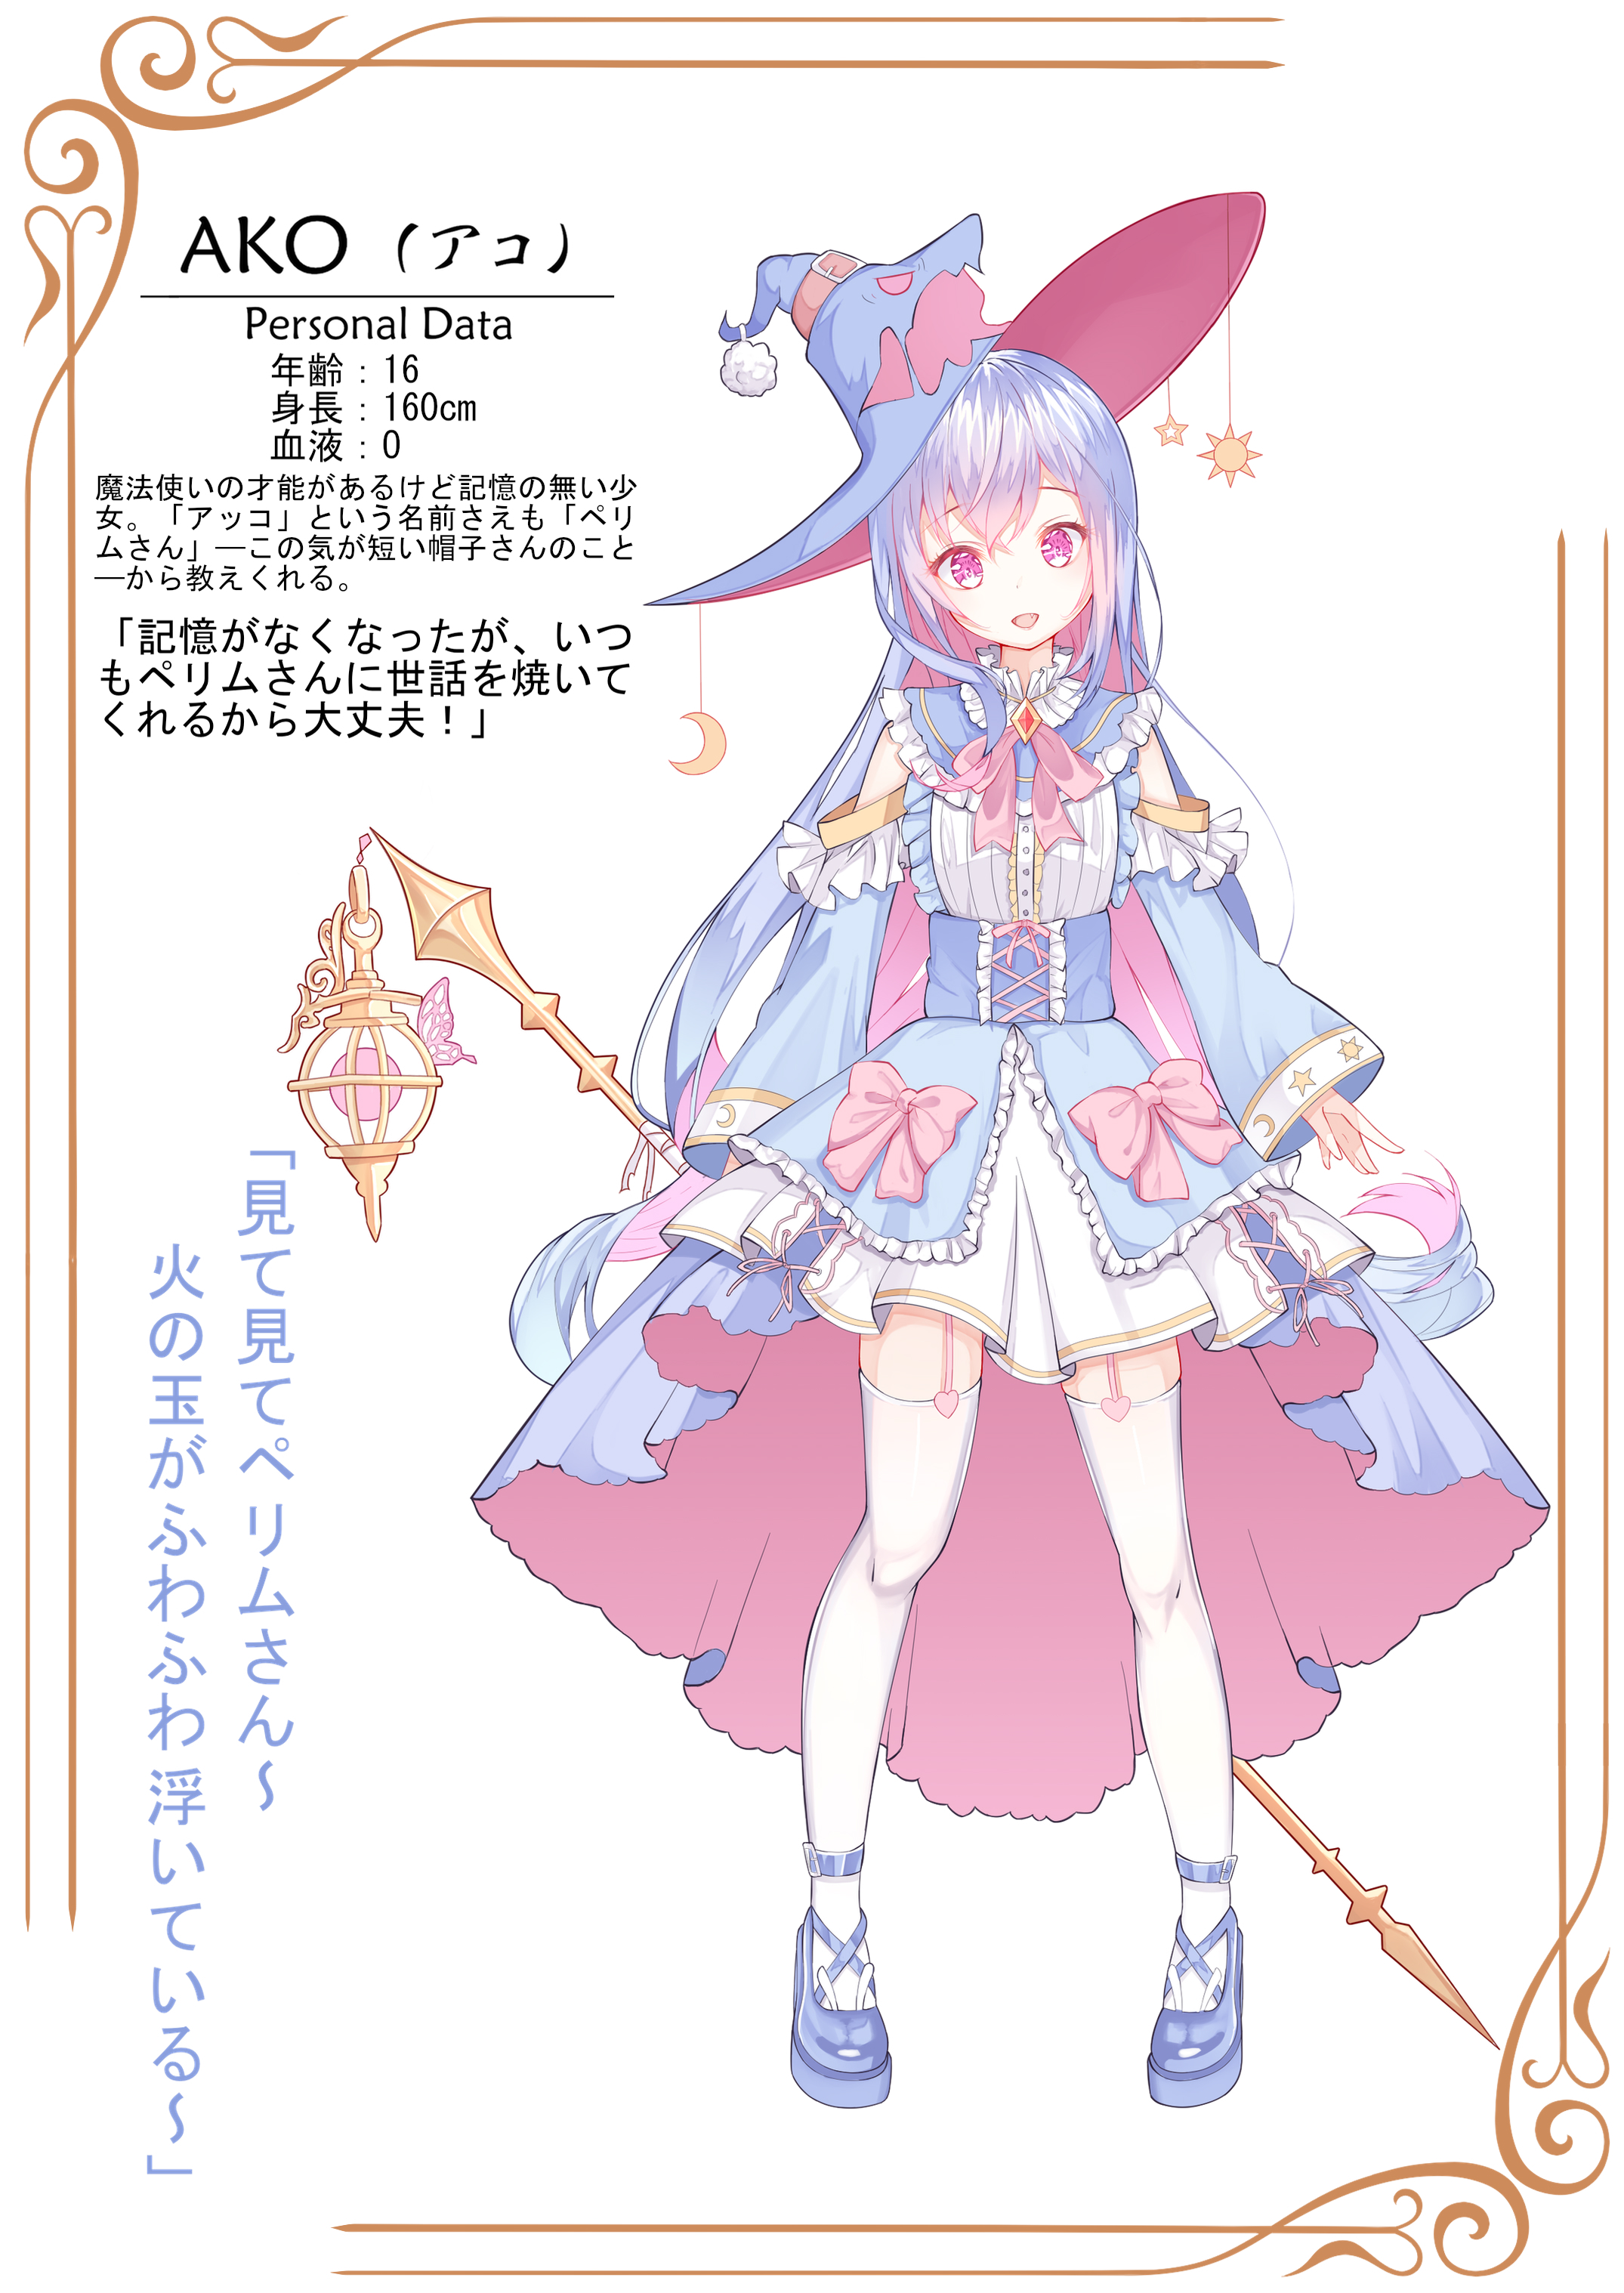 AKO (アコ)
Personal Data
年齢：16
身長：160cm
血液：O
魔法使いの才能があるけど記憶の無い少
女。「アッコ」という名前さえも「ペリ
ムさん」—この気が短い帽子さんのこと
—から教えくれる。
「記憶がなくなったが、いつ
もペリムさんに世話を焼いて
くれるから大丈夫！」
「見て見てペリムさん～
火の玉がふわふわ浮いている～」